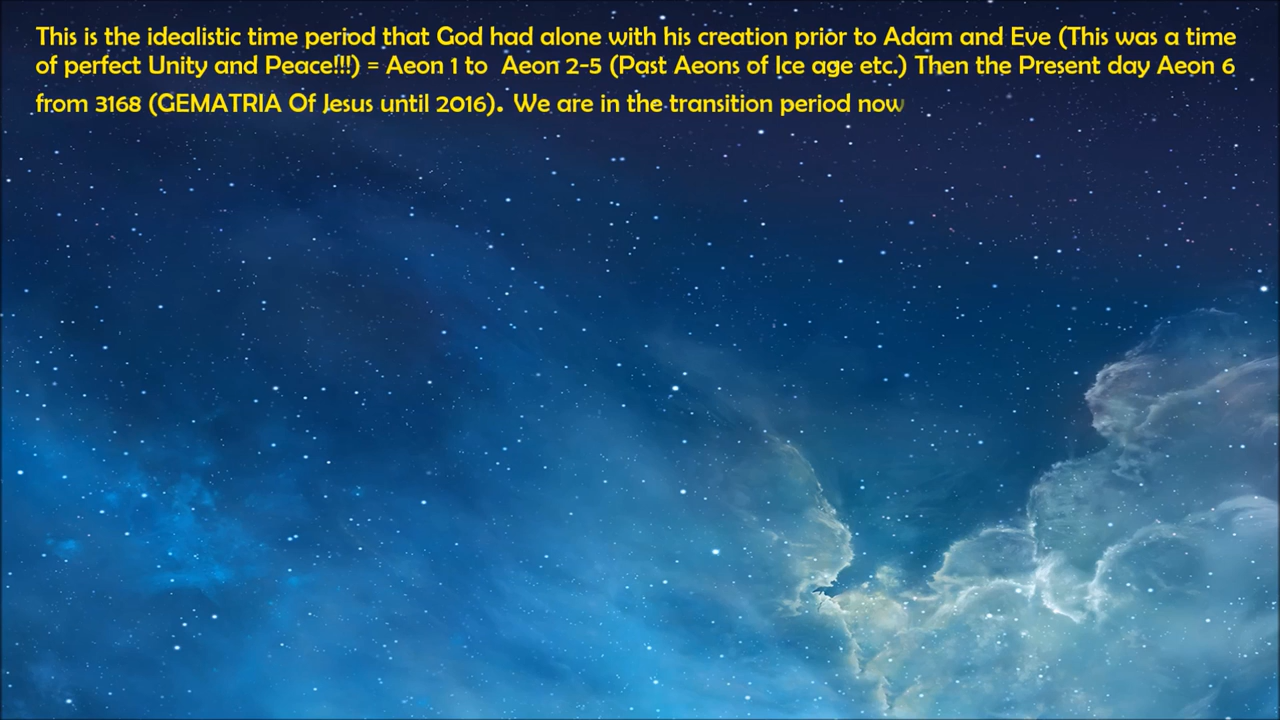 This is the idealistic time period that God had alone with his creation prior to Adam and Eve (This was a time
of perfect Unity and Peace!!!) = Aeon 1 to  Aeon 2-5 (Past Aeons of Ice age etc.) Then the Present day Aeon 6
from 3168 (GEMATRIA Of Jesus until 2016). We are in the transition period now